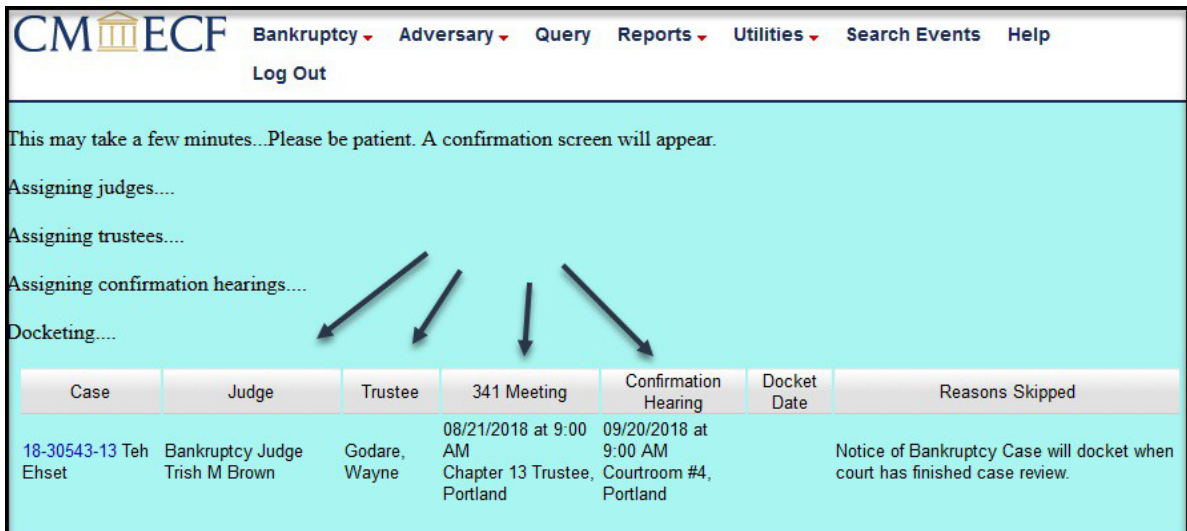 CM ECF Bankruptcy Adversary Query Reports Utilities Search Events Help
Log Out
This may take a few minutes...Please be patient. A confirmation screen will appear.
Assigning judges....
Assigning trustees....
Assigning confirmation hearings....
Docketing....
Case Judge Trustee 341 Meeting Confirmation Hearing Docket Date Reasons Skipped
18-30543-13 Teh
Ehset
Bankruptcy Judge
Trish M Brown
Godare,
Wayne
08/21/2018 at 9:00
AM
Chapter 13 Trustee,
Portland
09/20/2018 at
9:00 AM
Courtroom #4,
Portland
Notice of Bankruptcy Case will docket when
court has finished case review.